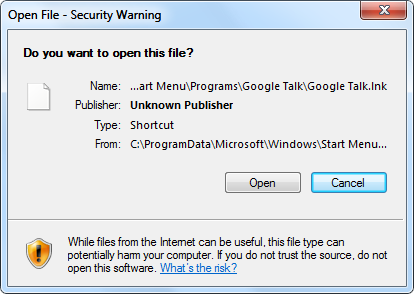 Open File - Security Warning
Do you want to open this file?
Name: ...art Menu\Programs\Google Talk\Google Talk.lnk
Publisher: Unknown Publisher
Type: Shortcut
From: C:\ProgramData\Microsoft\Windows\Start Menu...
Open Cancel
While files from the Internet can be useful, this file type can
potentially harm your computer. If you do not trust the source, do not
open this software. What's the risk?